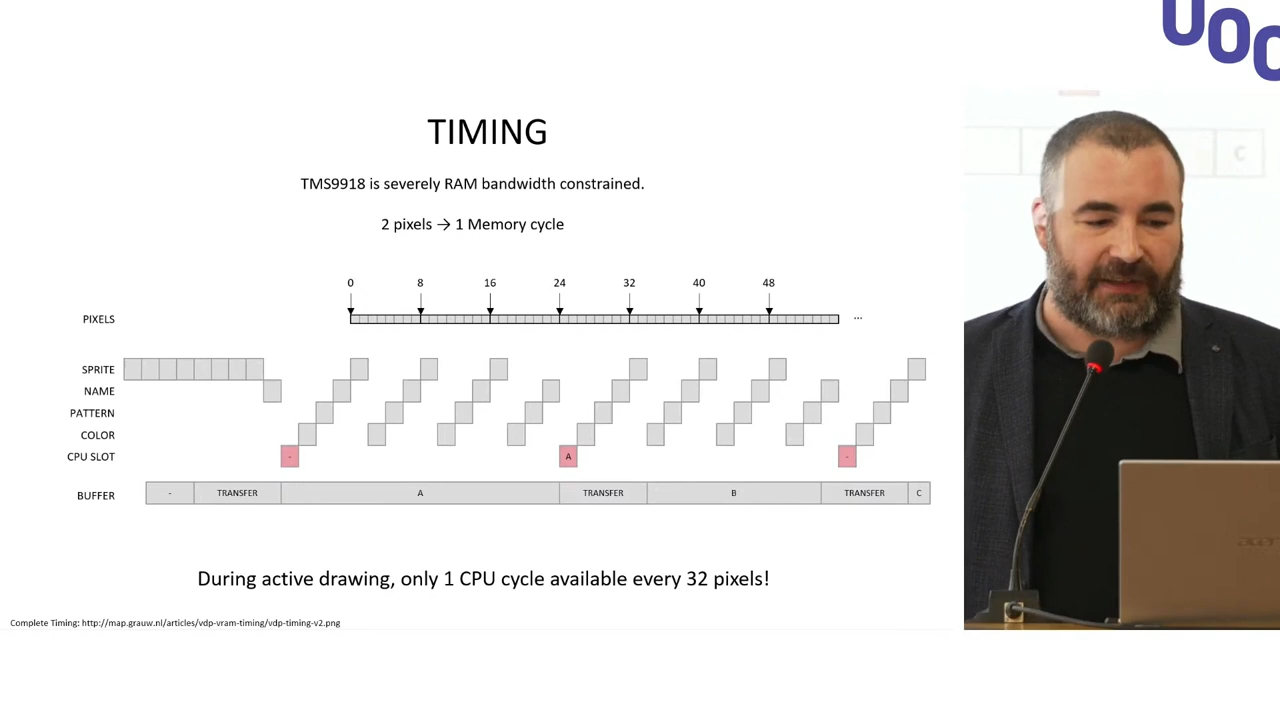 UOC
TIMING
TMS9918 is severely RAM bandwidth constrained.
2 pixels → 1 Memory cycle
0 8 16 24 32 40 48
PIXELS ...
SPRITE
NAME
PATTERN
COLOR
CPU SLOT - A -
BUFFER - TRANSFER A TRANSFER B TRANSFER C
During active drawing, only 1 CPU cycle available every 32 pixels!
Complete Timing: http://map.grauw.nl/articles/vdp-vram-timing/vdp-timing-v2.png
C
acer